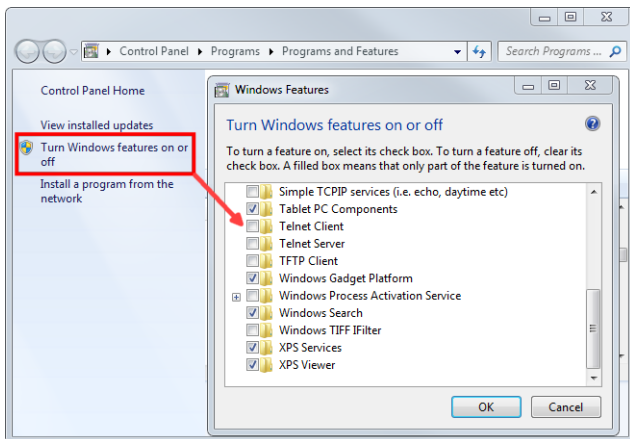 Control Panel Programs Programs and Features Search Programs ...
Control Panel Home
View installed updates
Turn Windows features on or
off
Install a program from the
network
Windows Features
Turn Windows features on or off
To turn a feature on, select its check box. To turn a feature off, clear its
check box. A filled box means that only part of the feature is turned on.
Simple TCPIP services (i.e. echo, daytime etc)
Tablet PC Components
Telnet Client
Telnet Server
TFTP Client
Windows Gadget Platform
Windows Process Activation Service
Windows Search
Windows TIFF IFilter
XPS Services
XPS Viewer
OK Cancel